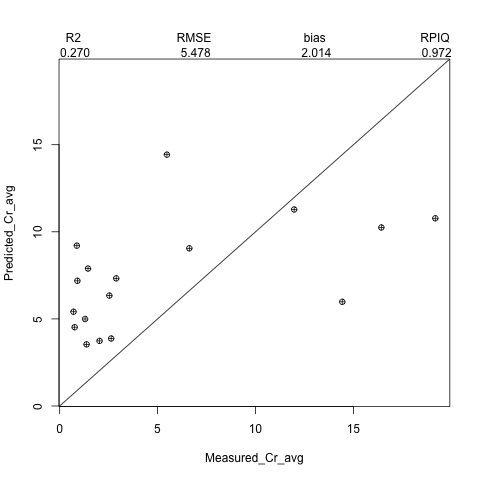 R2 RMSE bias RPIQ
0.270 5.478 2.014 0.972
Predicted_Cr_avg
15
10
5
0
0 5 10 15
Measured_Cr_avg